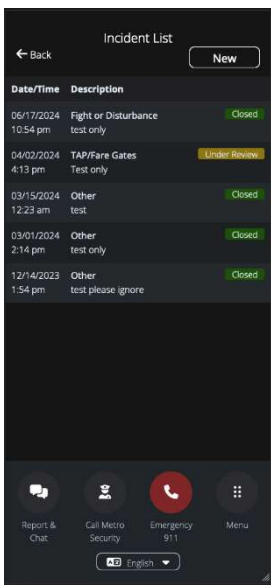 Incident List
← Back
New
Date/Time Description
06/17/2024 Fight or Disturbance Closed
10:54 pm test only
04/02/2024 TAP/Fare Gates Under Review
4:13 pm Test only
03/15/2024 Other Closed
12:23 am test
03/01/2024 Other Closed
2:14 pm test only
12/14/2023 Other Closed
1:54 pm test please ignore
Report & Call Metro Emergency Menu
Chat Security 911
English